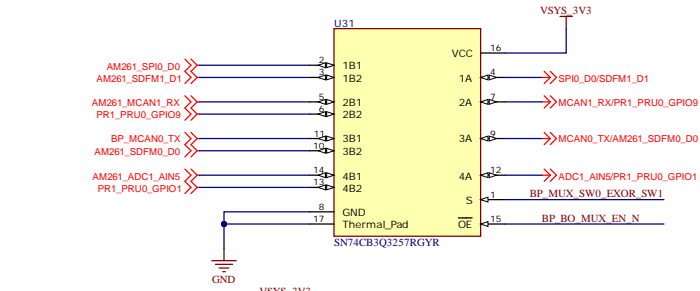 VSYS_3V3
U31
VCC 16
AM261_SPI0_D0 2 1B1
AM261_SDFM1_D1 3 1B2 1A 4 SPI0_D0/SDFM1_D1
AM261_MCAN1_RX 5 2B1 2A 7 MCAN1_RX/PR1_PRU0_GPIO9
PR1_PRU0_GPIO9 6 2B2
BP_MCAN0_TX 11 3B1 3A 9 MCAN0_TX/AM261_SDFM0_D0
AM261_SDFM0_D0 10 3B2
AM261_ADC1_AIN5 14 4B1 4A 12 ADC1_AIN5/PR1_PRU0_GPIO1
PR1_PRU0_GPIO1 13 4B2
S 1 BP_MUX_SW0_EXOR_SW1
8 GND
17 Thermal_Pad OE 15 BP_BO_MUX_EN_N
SN74CB3Q3257RGYR
GND
VSYS_3V3